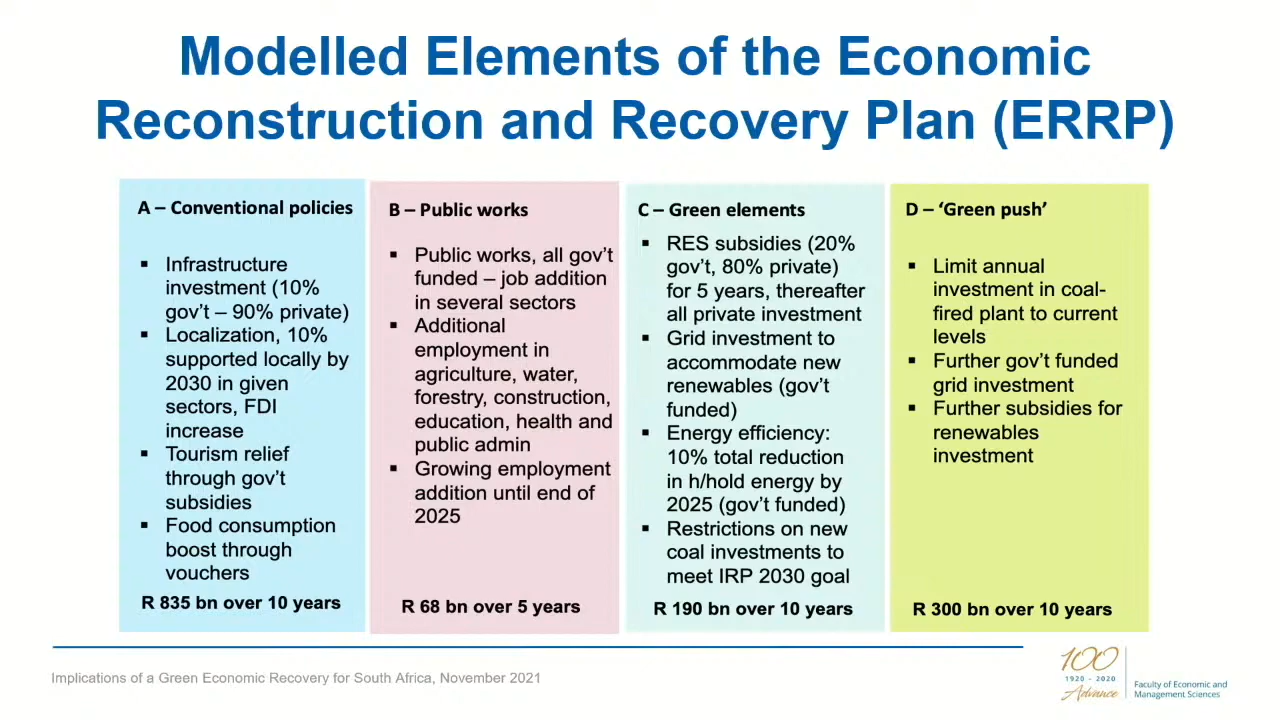 Modelled Elements of the Economic
Reconstruction and Recovery Plan (ERRP)
A – Conventional policies
▪ Infrastructure
investment (10%
gov’t – 90% private)
▪ Localization, 10%
supported locally by
2030 in given
sectors, FDI
increase
▪ Tourism relief
through gov’t
subsidies
▪ Food consumption
boost through
vouchers
R 835 bn over 10 years
B – Public works
▪ Public works, all gov’t
funded – job addition
in several sectors
▪ Additional
employment in
agriculture, water,
forestry, construction,
education, health and
public admin
▪ Growing employment
addition until end of
2025
R 68 bn over 5 years
C – Green elements
▪ RES subsidies (20%
gov’t, 80% private)
for 5 years, thereafter
all private investment
▪ Grid investment to
accommodate new
renewables (gov’t
funded)
▪ Energy efficiency:
10% total reduction
in h/hold energy by
2025 (gov’t funded)
▪ Restrictions on new
coal investments to
meet IRP 2030 goal
R 190 bn over 10 years
D – ‘Green push’
▪ Limit annual
investment in coal-
fired plant to current
levels
▪ Further gov’t funded
grid investment
▪ Further subsidies for
renewables
investment
R 300 bn over 10 years
Implications of a Green Economic Recovery for South Africa, November 2021
100
1920 - 2020
Advance
Faculty of Economic and
Management Sciences